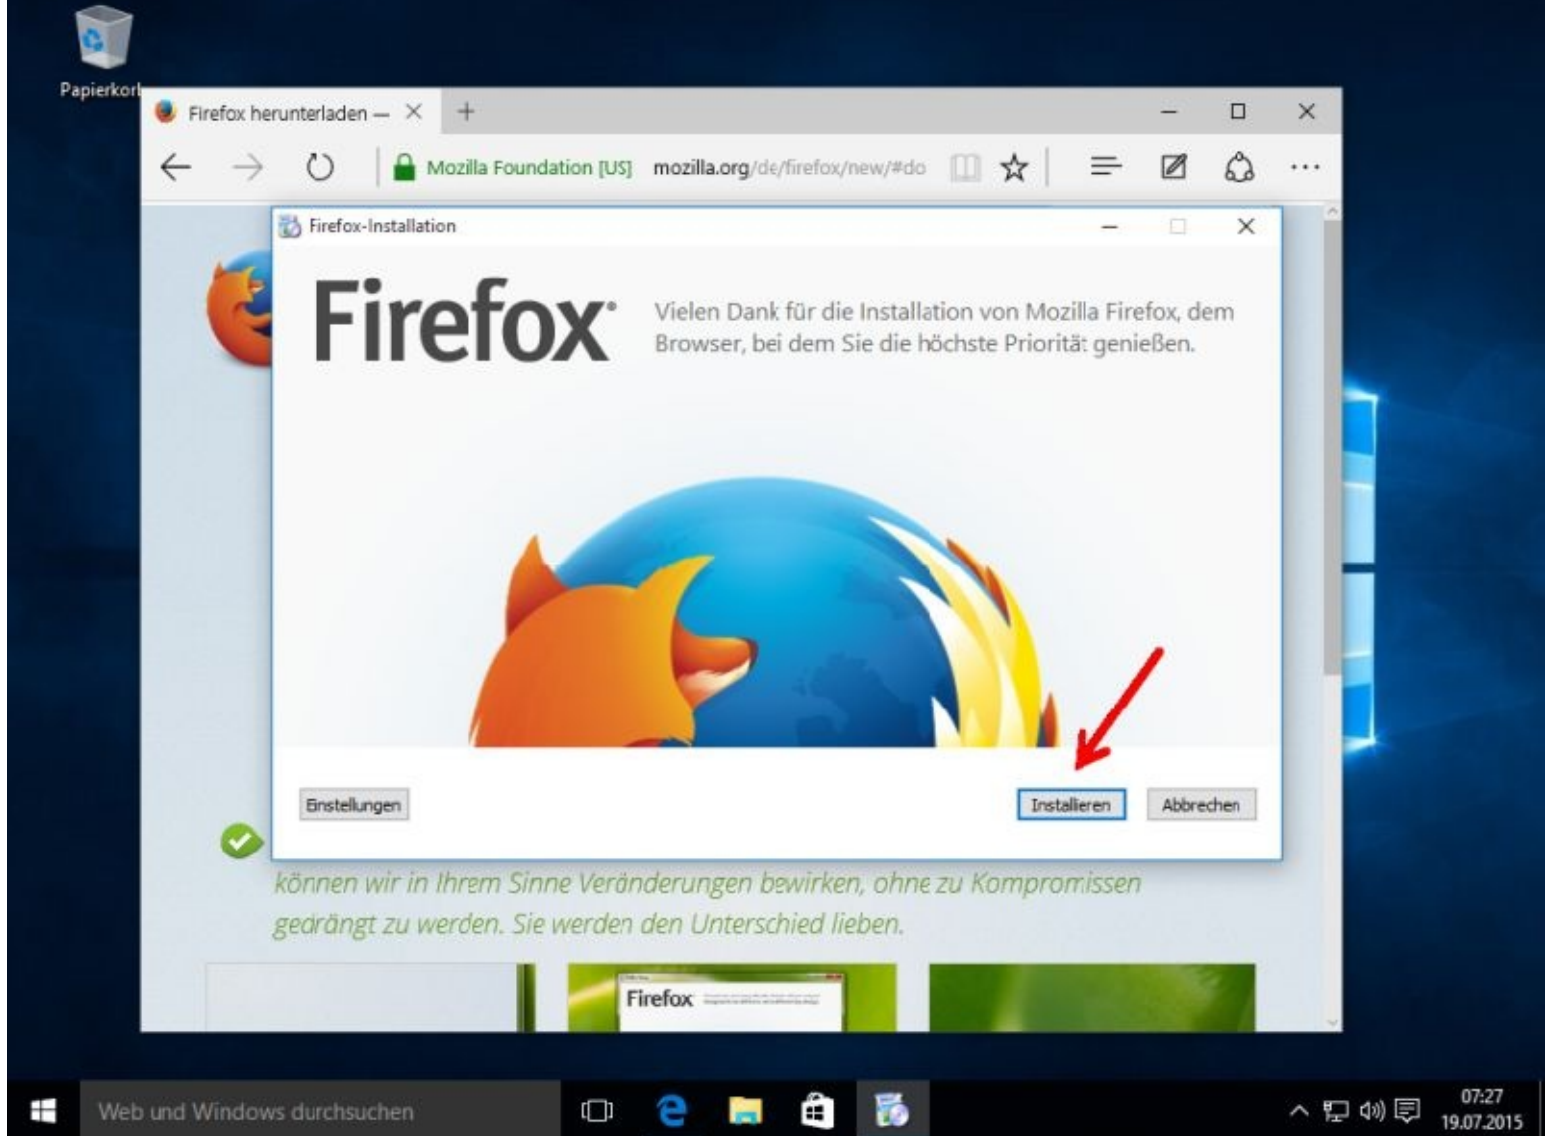 Papierkorb
Firefox herunterladen —
Mozilla Foundation [US] mozilla.org/de/firefox/new/#do
Firefox-Installation
Firefox®
Vielen Dank für die Installation von Mozilla Firefox, dem
Browser, bei dem Sie die höchste Priorität genießen.
Einstellungen
Installieren
Abbrechen
können wir in Ihrem Sinne Veränderungen bewirken, ohne zu Kompromissen
gedrängt zu werden. Sie werden den Unterschied lieben.
Firefox
Web und Windows durchsuchen
07:27
19.07.2015